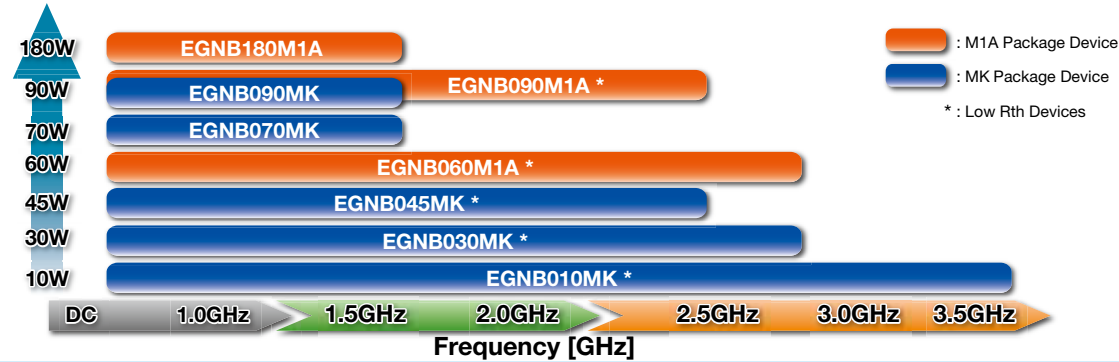 180W
EGNB180M1A
: M1A Package Device
90W
EGNB090MK
EGNB090M1A *
: MK Package Device
* : Low Rth Devices
70W
EGNB070MK
60W
EGNB060M1A *
45W
EGNB045MK *
30W
EGNB030MK *
10W
EGNB010MK *
DC 1.0GHz 1.5GHz 2.0GHz 2.5GHz 3.0GHz 3.5GHz
Frequency [GHz]